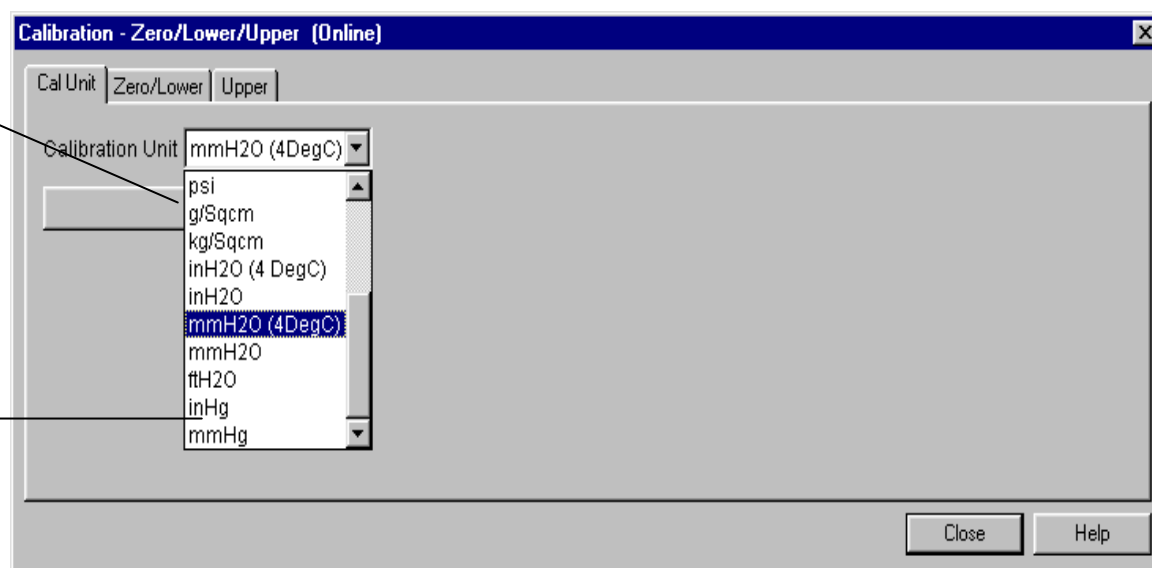 Calibration - Zero/Lower/Upper (Online)
Cal Unit Zero/Lower Upper
Calibration Unit mmH2O (4DegC)
psi
g/Sqcm
kg/Sqcm
inH2O (4 DegC)
inH2O
mmH2O (4DegC)
mmH2O
ftH2O
inHg
mmHg
Close Help